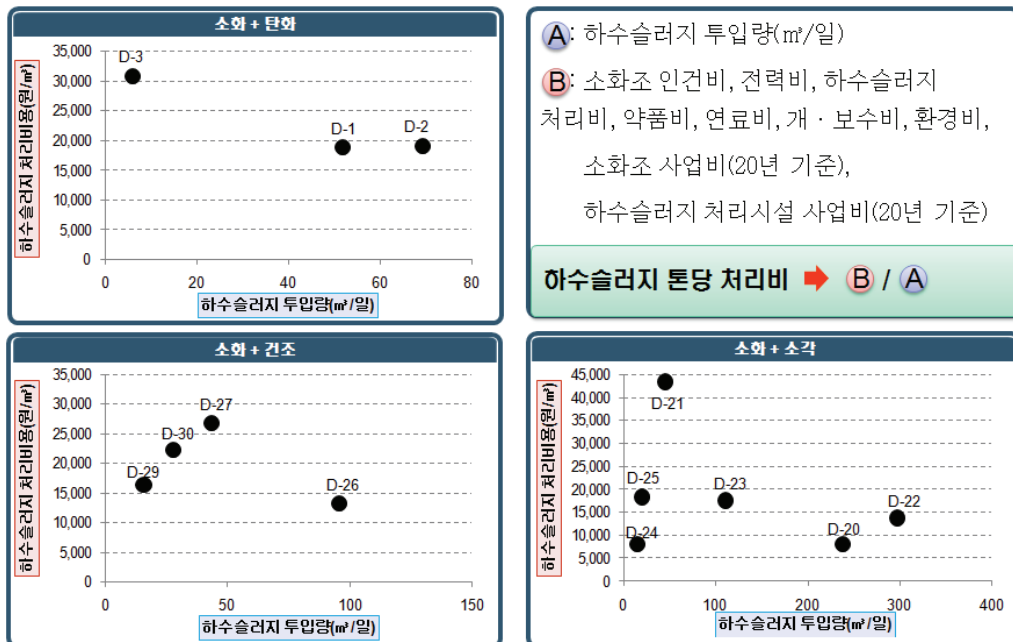 소화 + 탄화
하수슬러지 처리비용(원/㎥)
35,000
30,000
25,000
20,000
15,000
10,000
5,000
0
D-3
D-1
D-2
0 20 40 60 80
하수슬러지 투입량(㎥/일)
Ⓐ: 하수슬러지 투입량(㎥/일)
Ⓑ: 소화조 인건비, 전력비, 하수슬러지
처리비, 약품비, 연료비, 개 · 보수비, 환경비,
소화조 사업비(20년 기준),
하수슬러지 처리시설 사업비(20년 기준)
하수슬러지 톤당 처리비 ➡ Ⓑ / Ⓐ
소화 + 건조
하수슬러지 처리비용(원/㎥)
35,000
30,000
25,000
20,000
15,000
10,000
5,000
0
D-27
D-30
D-29
D-26
0 50 100 150
하수슬러지 투입량(㎥/일)
소화 + 소각
하수슬러지 처리비용(원/㎥)
45,000
40,000
35,000
30,000
25,000
20,000
15,000
10,000
5,000
0
D-21
D-25
D-23
D-22
D-24
D-20
0 100 200 300 400
하수슬러지 투입량(㎥/일)